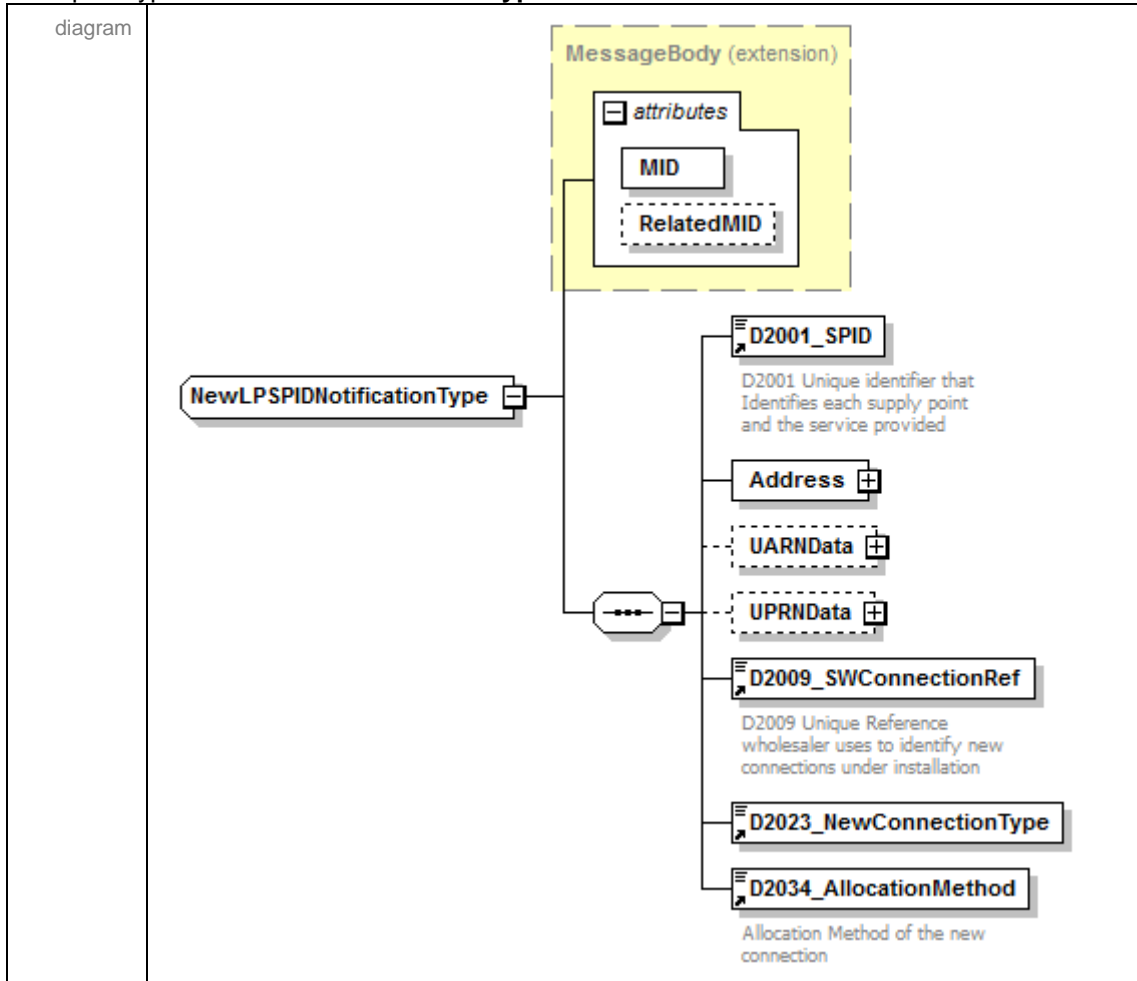 diagram
MessageBody (extension)
attributes
MID
RelatedMID
NewLPSPIDNotificationType
D2001_SPID
D2001 Unique identifier that
Identifies each supply point
and the service provided
Address
UARNData
UPRNData
D2009_SWConnectionRef
D2009 Unique Reference
wholesaler uses to identify new
connections under installation
D2023_NewConnectionType
D2034_AllocationMethod
Allocation Method of the new
connection